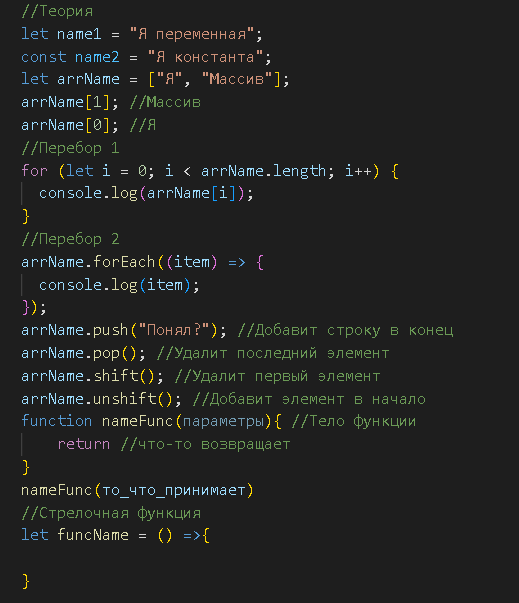 //Теория
let name1 = "Я переменная";
const name2 = "Я константа";
let arrName = ["Я", "Массив"];
arrName[1]; //Массив
arrName[0]; //Я
//Перебор 1
for (let i = 0; i < arrName.length; i++) {
  console.log(arrName[i]);
}
//Перебор 2
arrName.forEach((item) => {
  console.log(item);
});
arrName.push("Понял?"); //Добавит строку в конец
arrName.pop(); //Удалит последний элемент
arrName.shift(); //Удалит первый элемент
arrName.unshift(); //Добавит элемент в начало
function nameFunc(параметры){ //Тело функции
    return //что-то возвращает
}
nameFunc(то_что_принимает)
//Стрелочная функция
let funcName = () =>{
}